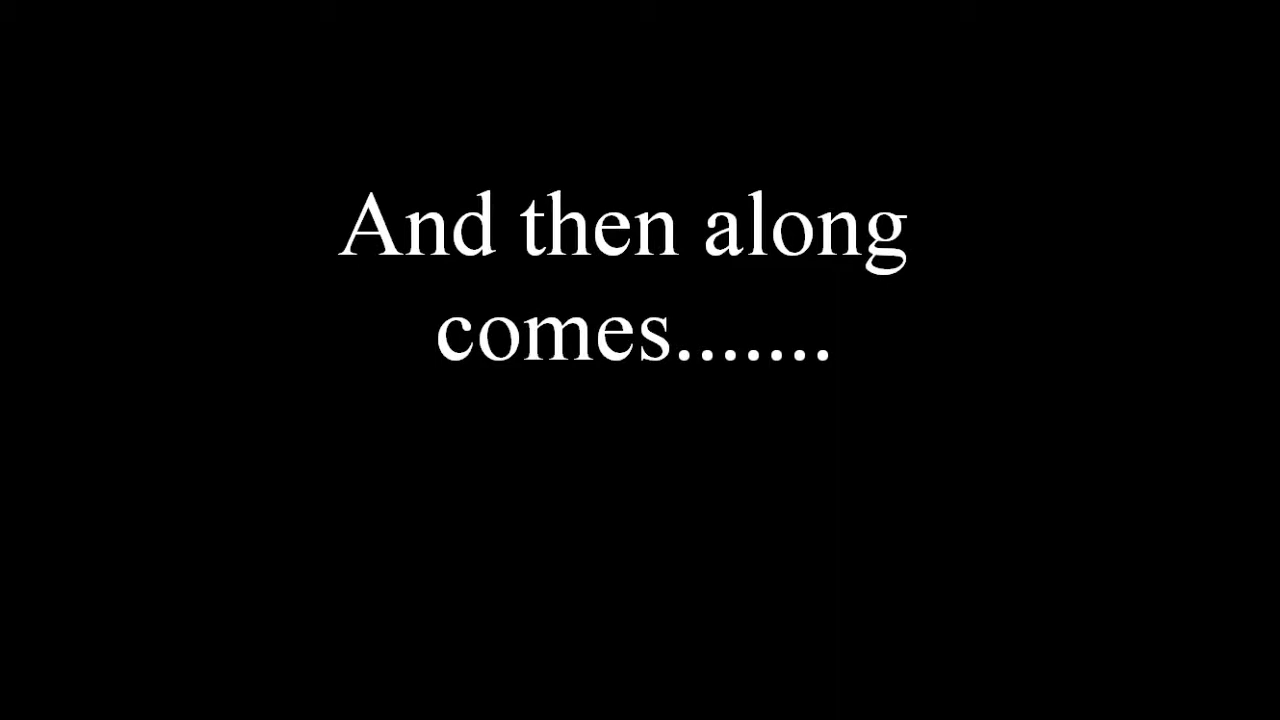 And then along
comes.......